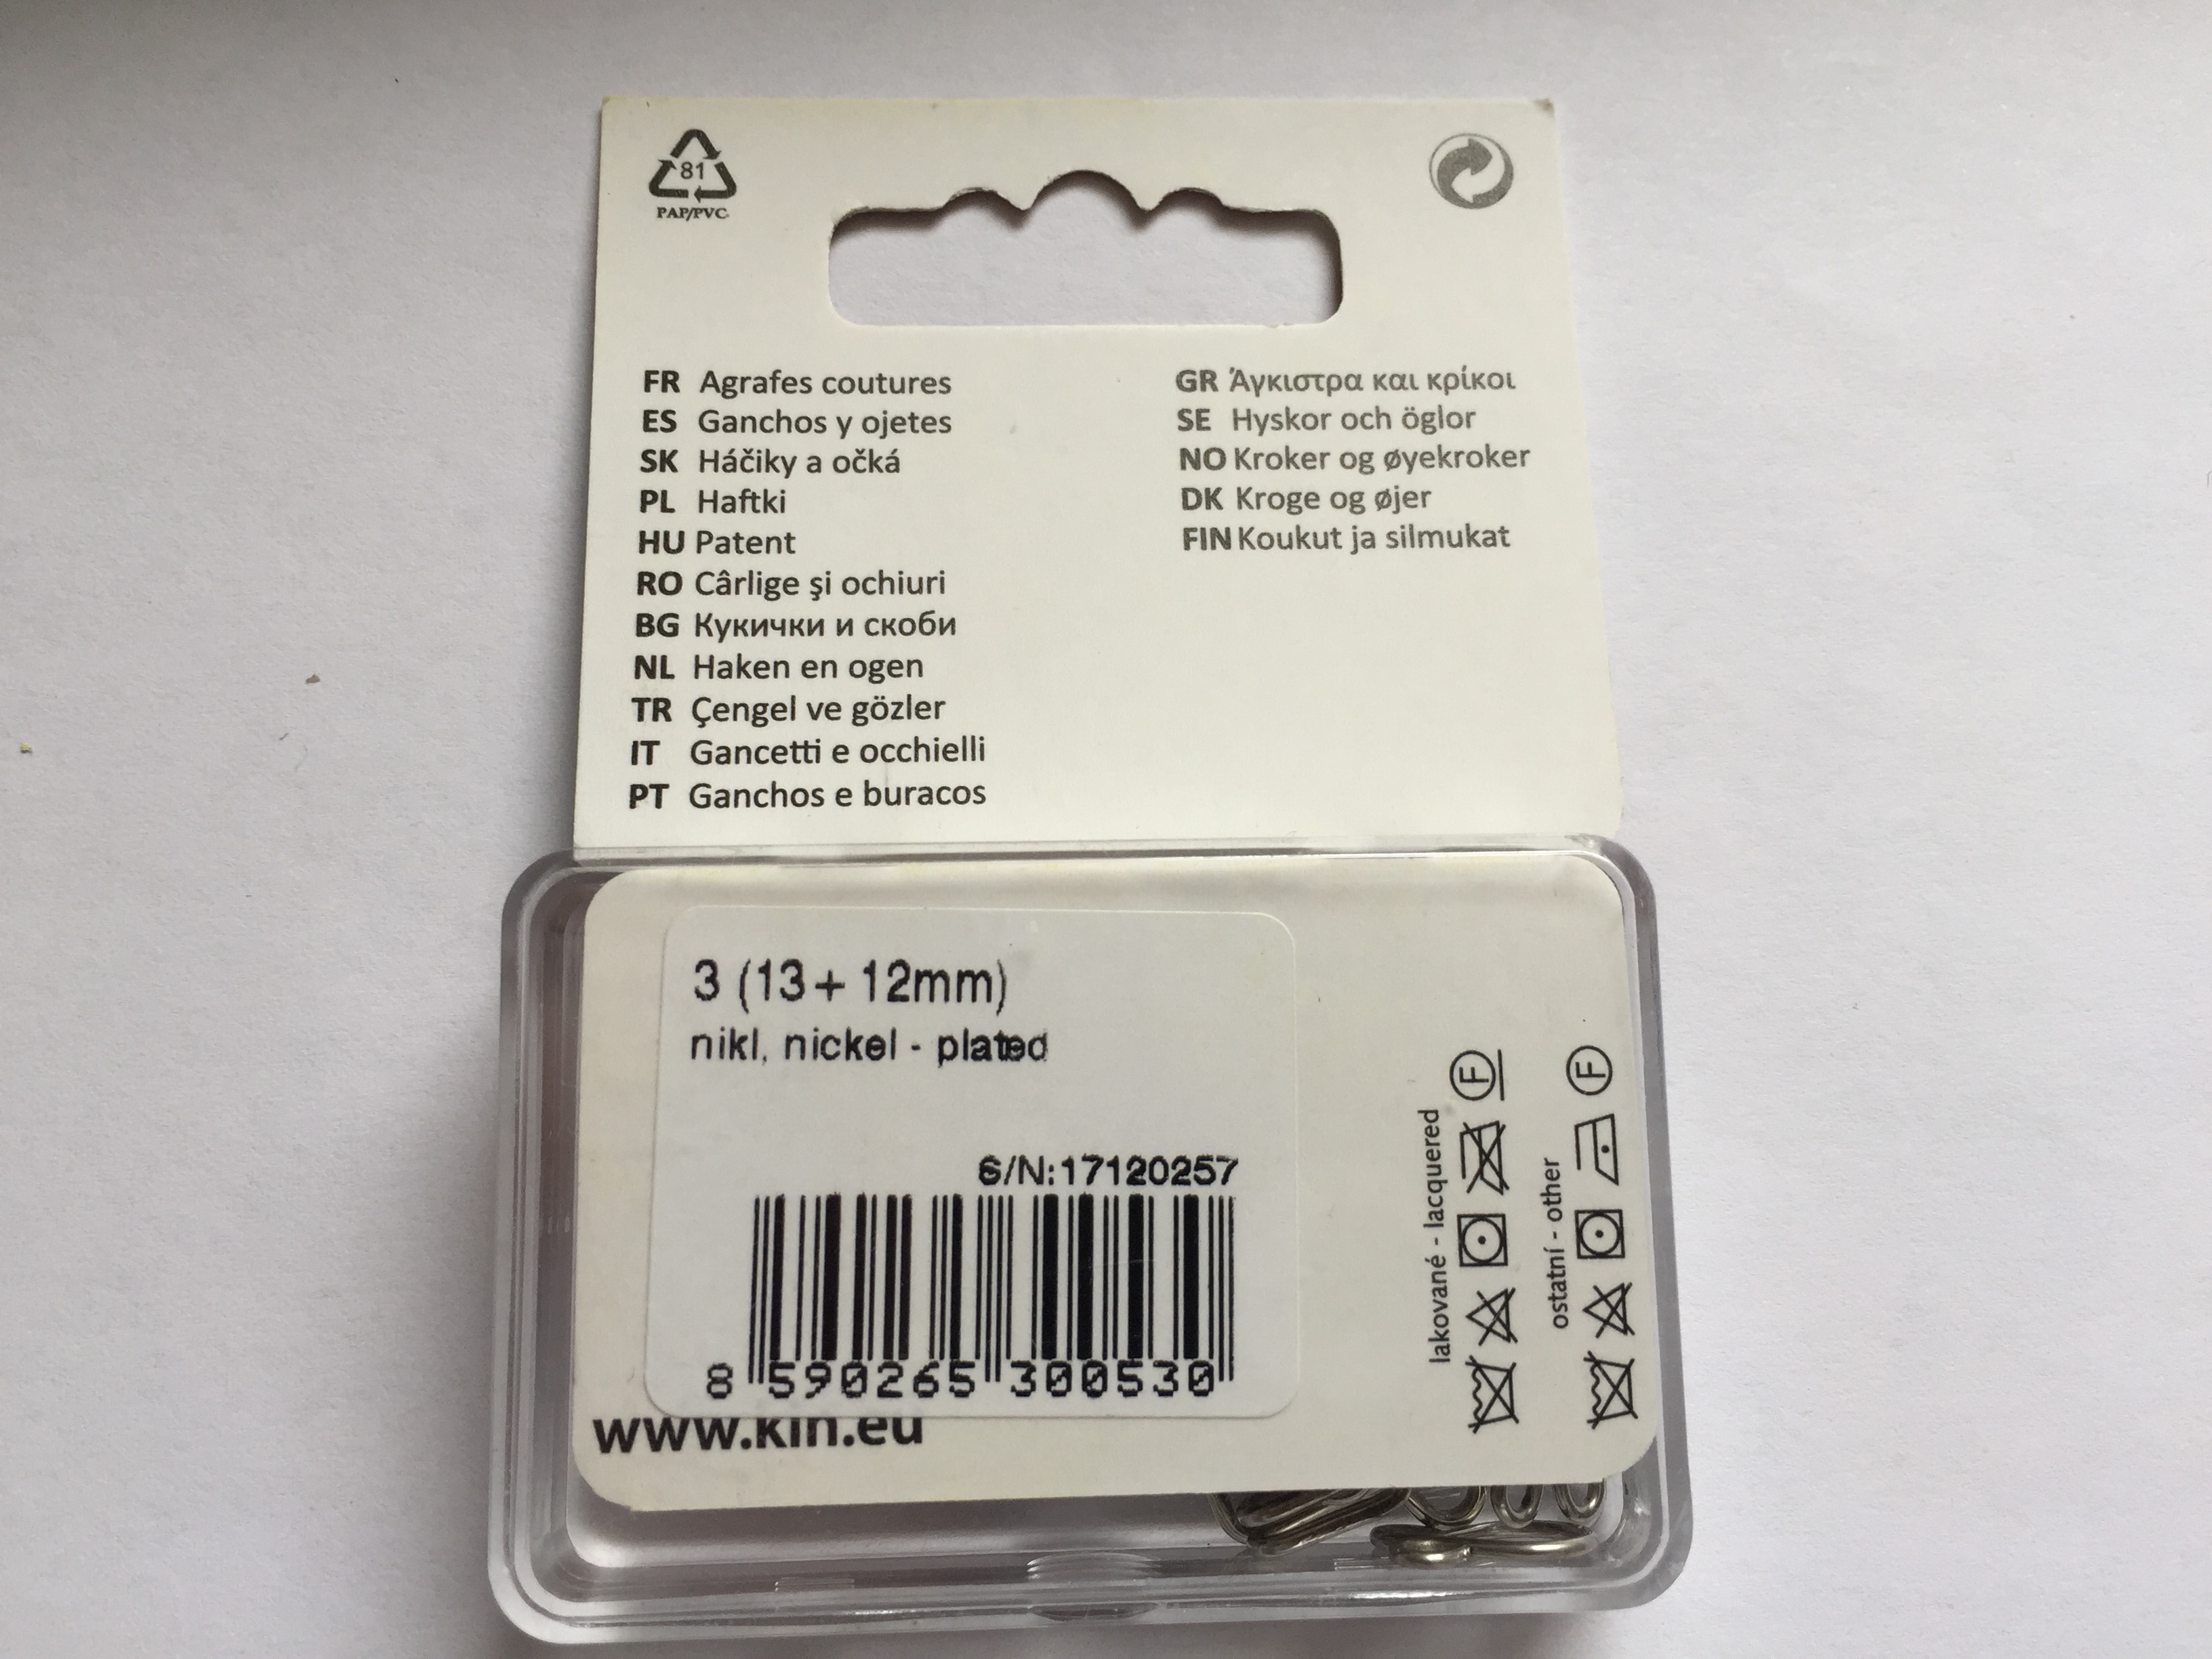 81
PAP/PVC
FR Agrafes coutures
ES Ganchos y ojetes
SK Háčiky a očká
PL Haftki
HU Patent
RO Cârlige şi ochiuri
BG Кукички и скоби
NL Haken en ogen
TR Çengel ve gözler
IT Gancetti e occhielli
PT Ganchos e buracos
GR Άγκιστρα και κρίκοι
SE Hyskor och öglor
NO Kroker og øyekroker
DK Kroge og øjer
FIN Koukut ja silmukat
3 (13+ 12mm)
nikl, nickel - plated
S/N:17120257
8 590265 300530
www.kin.eu
lakované - lacquered
F
ostatní - other
F